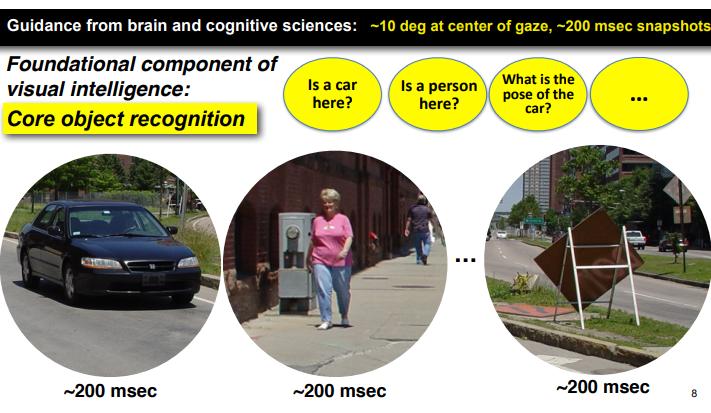 Guidance from brain and cognitive sciences: ~10 deg at center of gaze, ~200 msec snapshots
Foundational component of
visual intelligence:
Core object recognition
Is a car
here?
Is a person
here?
What is the
pose of the
car?
...
...
~200 msec
~200 msec
~200 msec
8